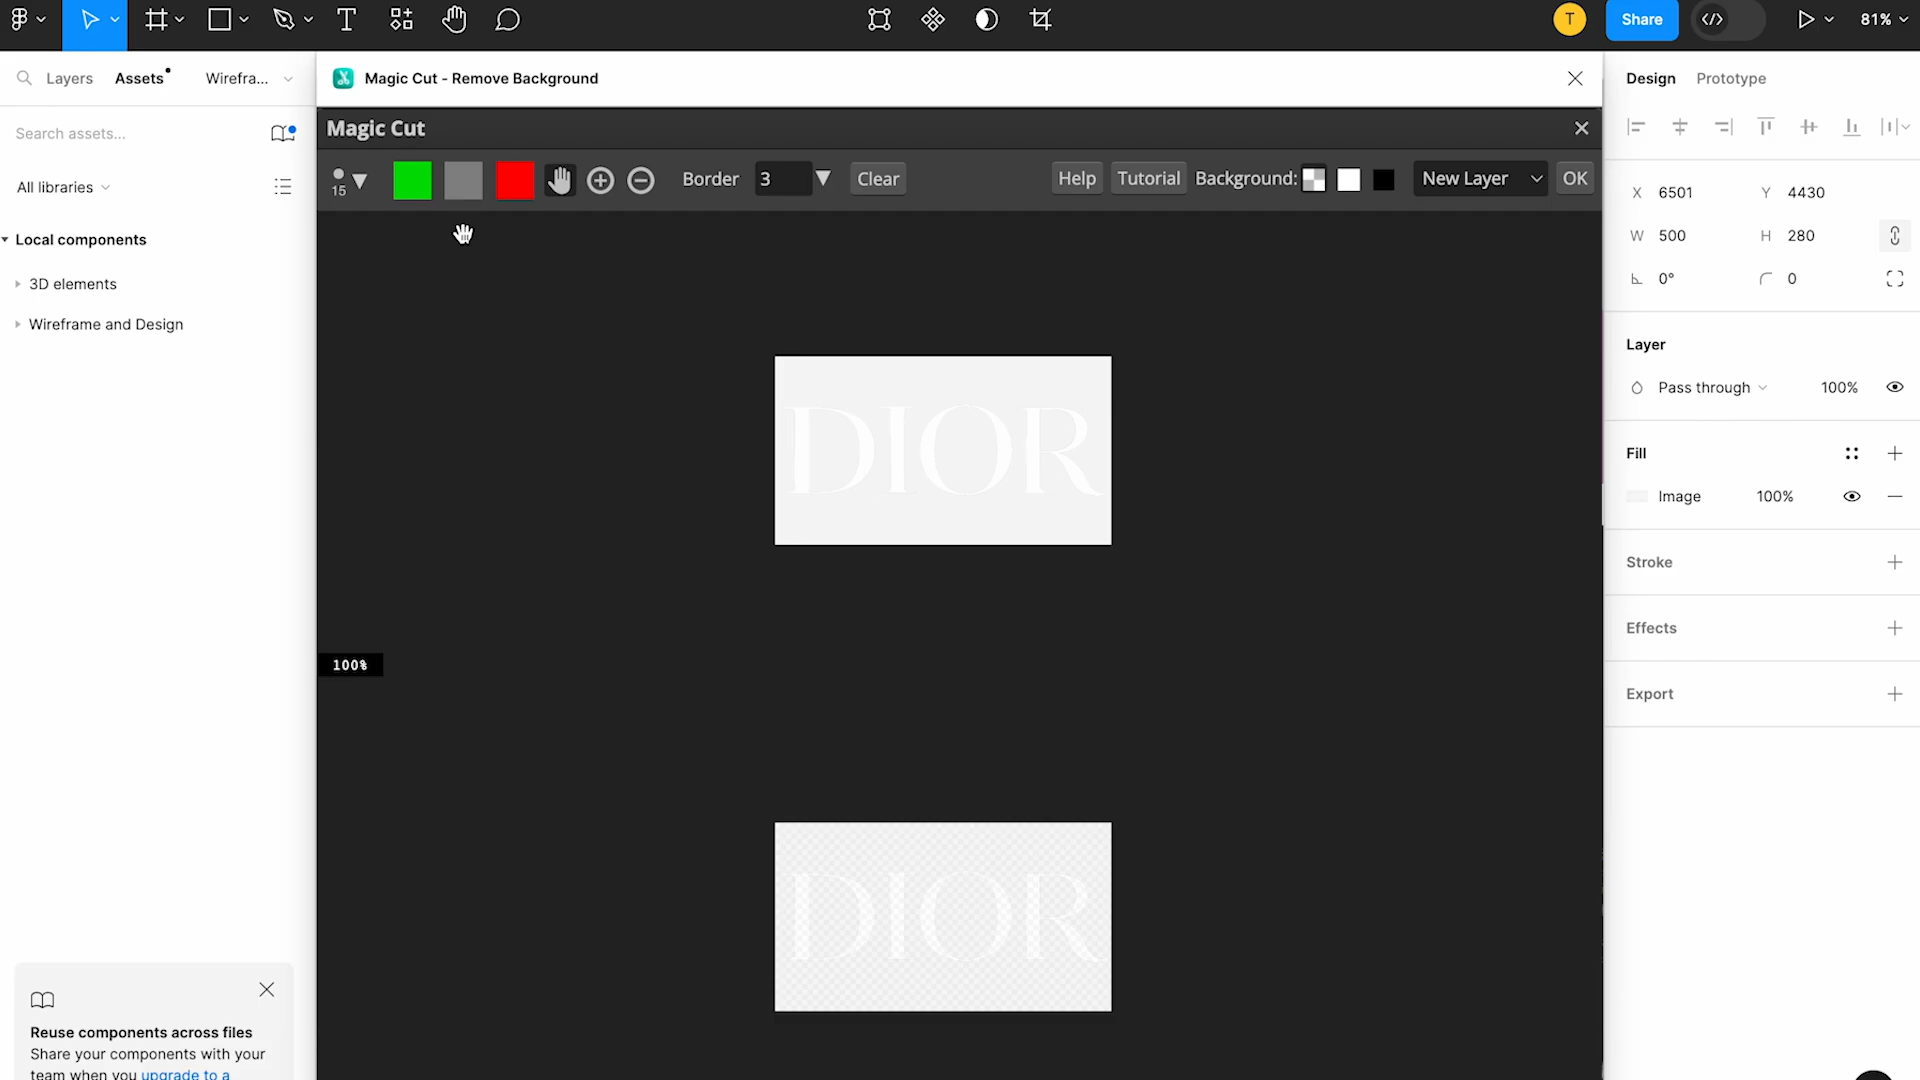 T
Share
81%
Layers
Assets
Wirefra...
Search assets...
All libraries
Local components
3D elements
Wireframe and Design
Reuse components across files
Share your components with your
team when you upgrade to a
Magic Cut - Remove Background
Magic Cut
15
Border
3
Clear
Help
Tutorial
Background:
New Layer
OK
DIOR
100%
DIOR
Design
Prototype
X 6501
Y 4430
W 500
H 280
0°
0
Layer
Pass through
100%
Fill
Image
100%
Stroke
Effects
Export